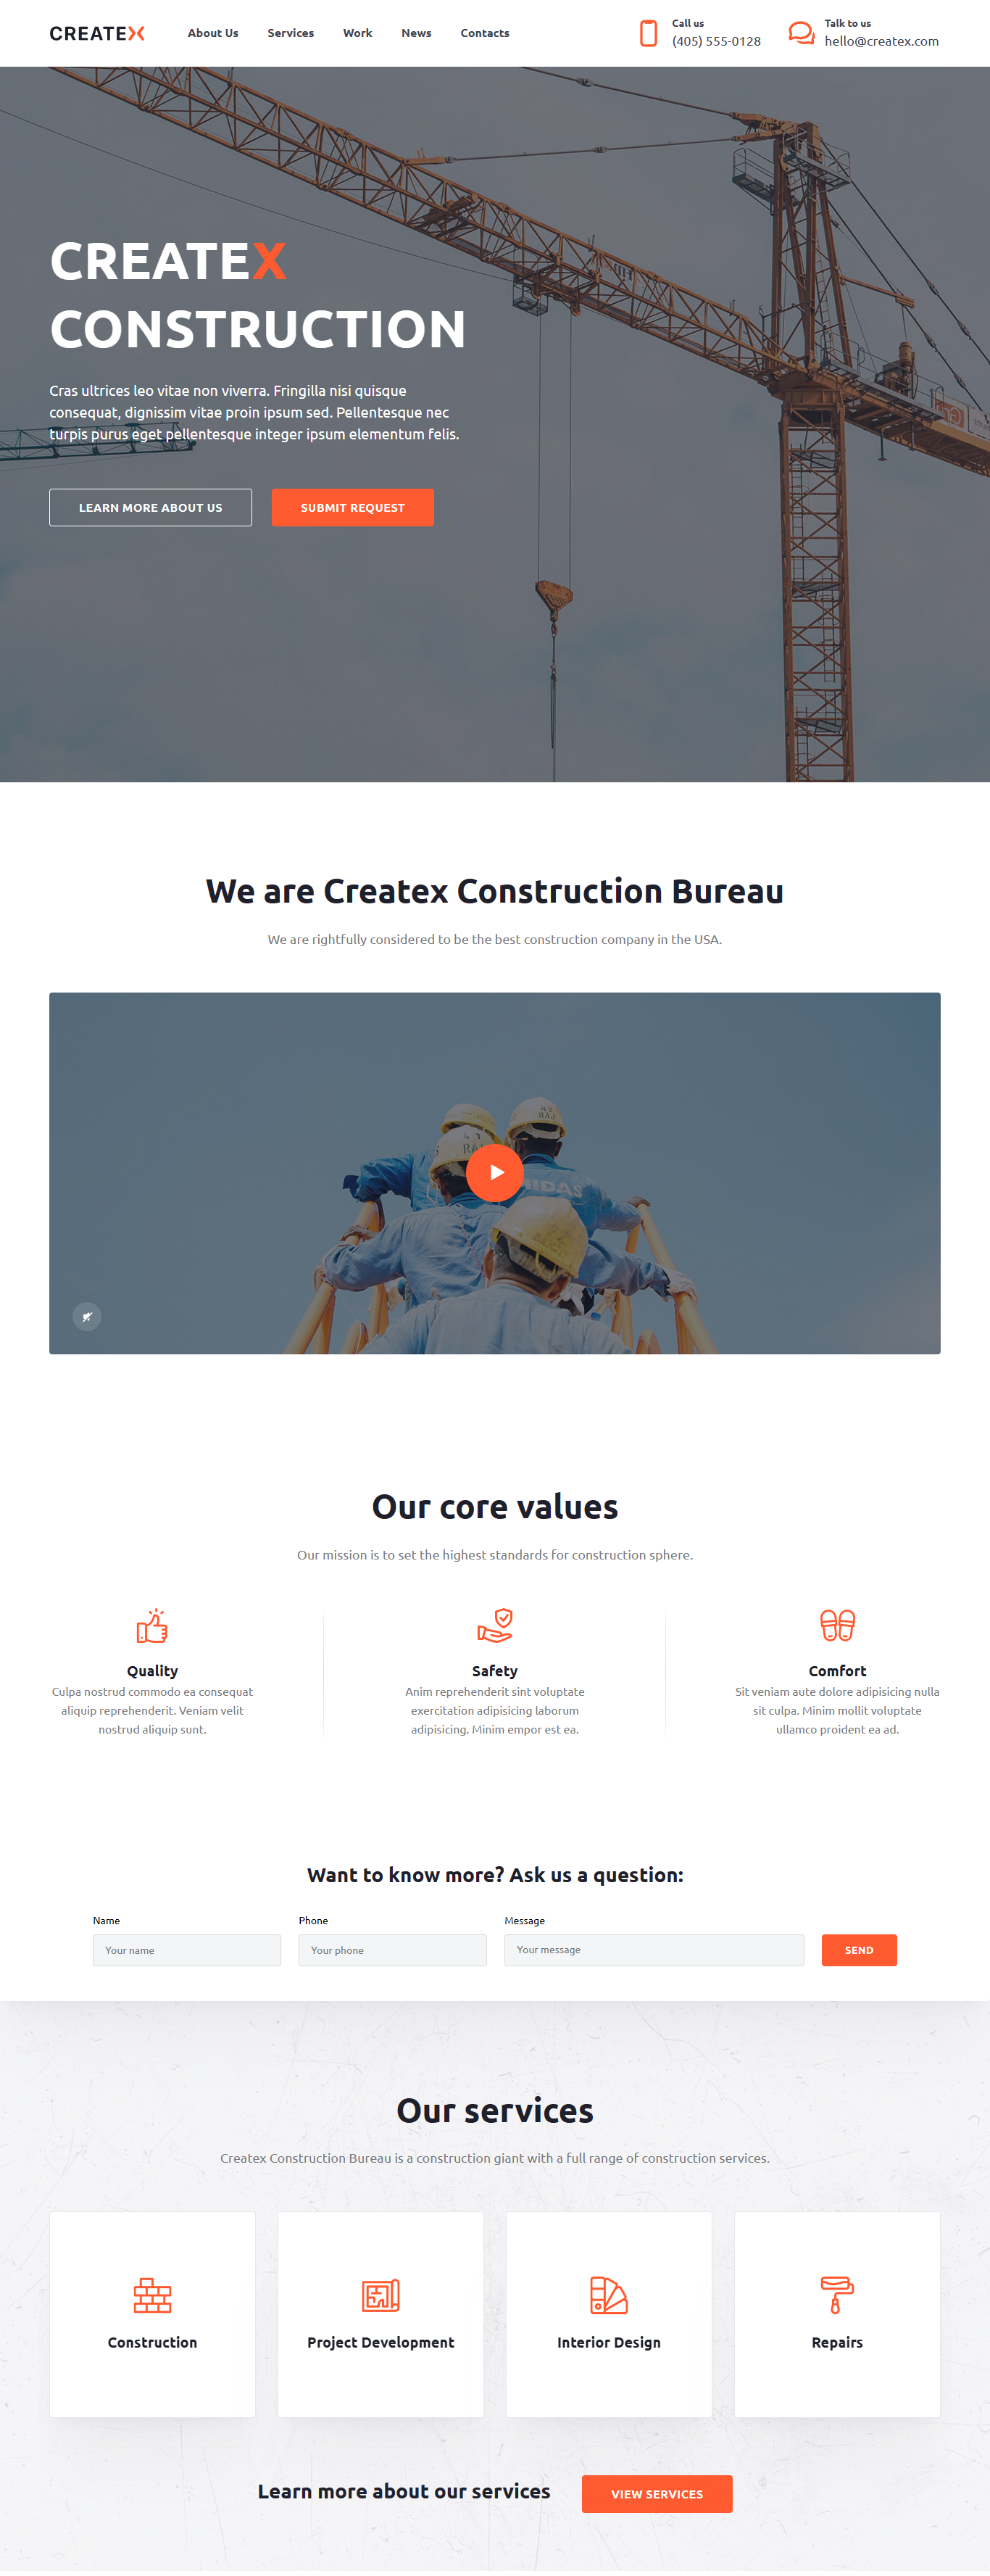 CREATEX
About Us
Services
Work
News
Contacts
Call us
(405) 555-0128
Talk to us
hello@createx.com
CREATEX
CONSTRUCTION
Cras ultrices leo vitae non viverra. Fringilla nisi quisque
consequat, dignissim vitae proin ipsum sed. Pellentesque nec
turpis purus eget pellentesque integer ipsum elementum felis.
LEARN MORE ABOUT US
SUBMIT REQUEST
We are Createx Construction Bureau
We are rightfully considered to be the best construction company in the USA.
Our core values
Our mission is to set the highest standards for construction sphere.
Quality
Culpa nostrud commodo ea consequat
aliquip reprehenderit. Veniam velit
nostrud aliquip sunt.
Safety
Anim reprehenderit sint voluptate
exercitation adipisicing laborum
adipisicing. Minim empor est ea.
Comfort
Sit veniam aute dolore adipisicing nulla
sit culpa. Minim mollit voluptate
ullamco proident ea ad.
Want to know more? Ask us a question:
Name
Your name
Phone
Your phone
Message
Your message
SEND
Our services
Createx Construction Bureau is a construction giant with a full range of construction services.
Construction
Project Development
Interior Design
Repairs
Learn more about our services
VIEW SERVICES